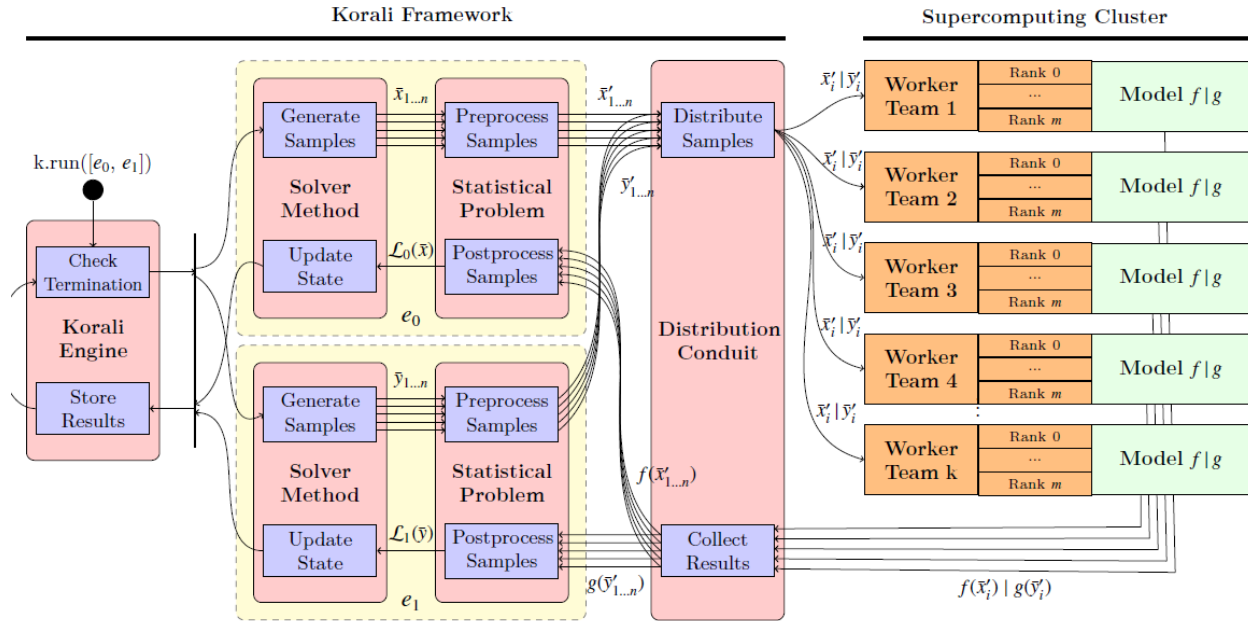 Korali Framework
Supercomputing Cluster
k.run([e₀, e₁])
Check
Termination
Korali
Engine
Store
Results
Generate
Samples
x̄₁…ₙ
Preprocess
Samples
x̄′₁…ₙ
Solver
Method
Statistical
Problem
ȳ′₁…ₙ
Update
State
ℒ₀(x̄)
Postprocess
Samples
e₀
Generate
Samples
ȳ₁…ₙ
Preprocess
Samples
Solver
Method
Statistical
Problem
f(x̄′₁…ₙ)
Update
State
ℒ₁(ȳ)
Postprocess
Samples
g(ȳ′₁…ₙ)
e₁
Distribute
Samples
Distribution
Conduit
Collect
Results
x̄′ᵢ | ȳ′ᵢ
Worker
Team 1
Rank 0
...
Rank m
Model f | g
x̄′ᵢ | ȳ′ᵢ
Worker
Team 2
Rank 0
...
Rank m
Model f | g
x̄′ᵢ | ȳ′ᵢ
Worker
Team 3
Rank 0
...
Rank m
Model f | g
x̄′ᵢ | ȳ′ᵢ
Worker
Team 4
Rank 0
...
Rank m
Model f | g
⋮
x̄′ᵢ | ȳ′ᵢ
Worker
Team k
Rank 0
...
Rank m
Model f | g
f(x̄′ᵢ) | g(ȳ′ᵢ)